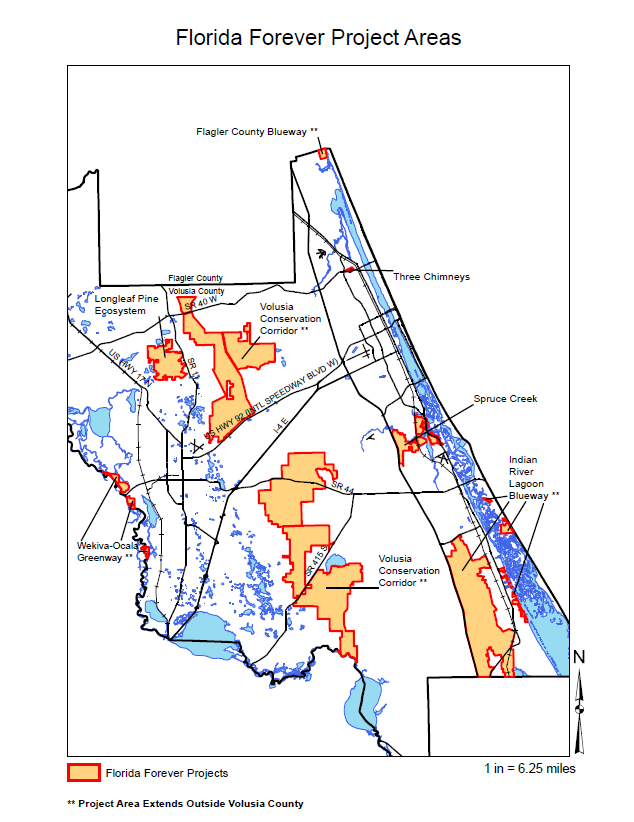 Florida Forever Project Areas
Flagler County Blueway **
Three Chimneys
Flagler County
Volusia County
Longleaf Pine
Ecosystem
SR 40 W
Volusia
Conservation
Corridor **
US HWY 17
SR 11
US HWY 92 (INTL SPEEDWAY BLVD W)
I-4 E
Spruce Creek
Indian
River
Lagoon
Blueway **
SR 44
Wekiva-Ocala
Greenway **
SR 415 S
Volusia
Conservation
Corridor **
N
Florida Forever Projects
1 in = 6.25 miles
** Project Area Extends Outside Volusia County